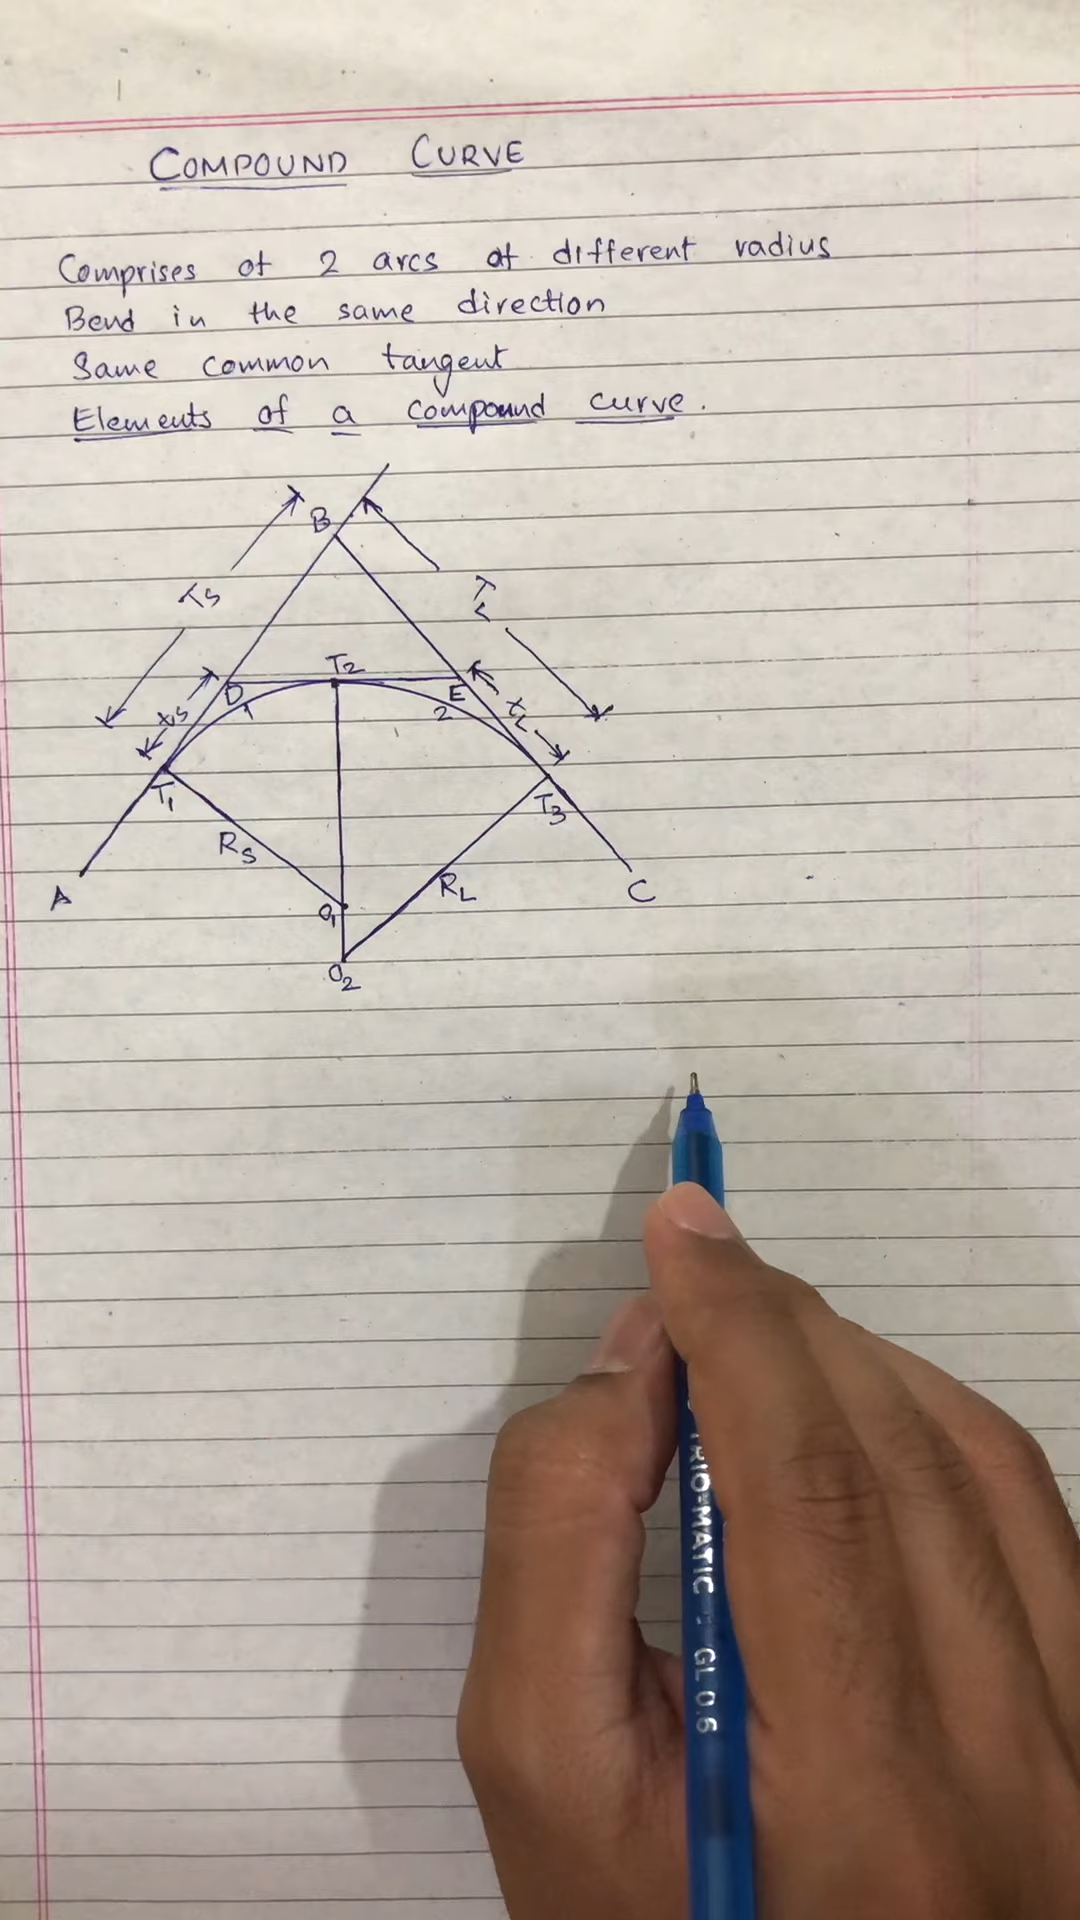 COMPOUND CURVE
Comprises of 2 arcs of different radius
Bend in the same direction
Same common tangent
Elements of a compound curve.
B
Ts
TL
T2
D
E
1
2
ts
tL
T1
T3
Rs
RL
A
C
O1
O2
TRIO-MATIC GL 0.6